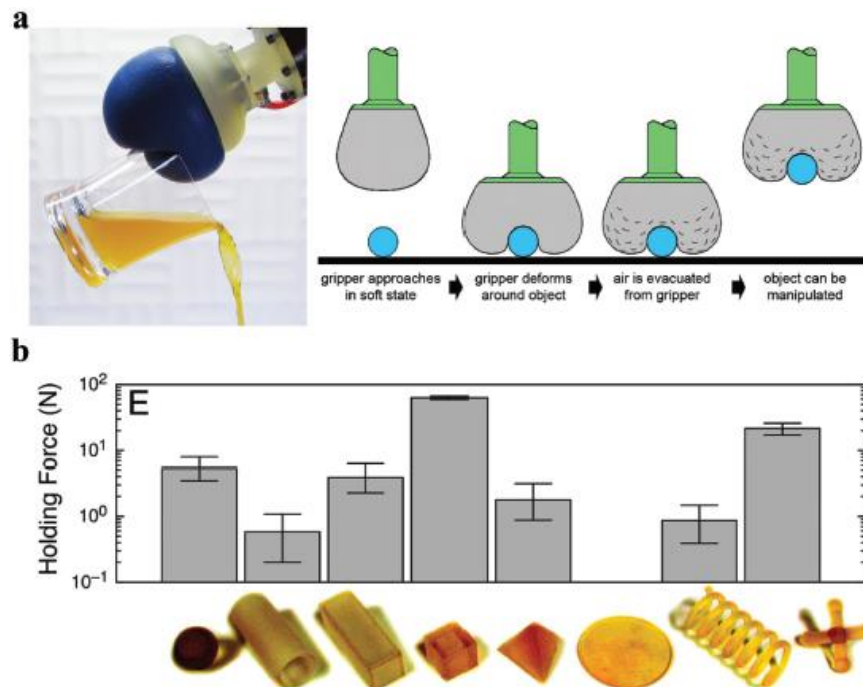 a
gripper approaches
in soft state
gripper deforms
around object
air is evacuated
from gripper
object can be
manipulated
b
E
Holding Force (N)
10²
10¹
10⁰
10⁻¹